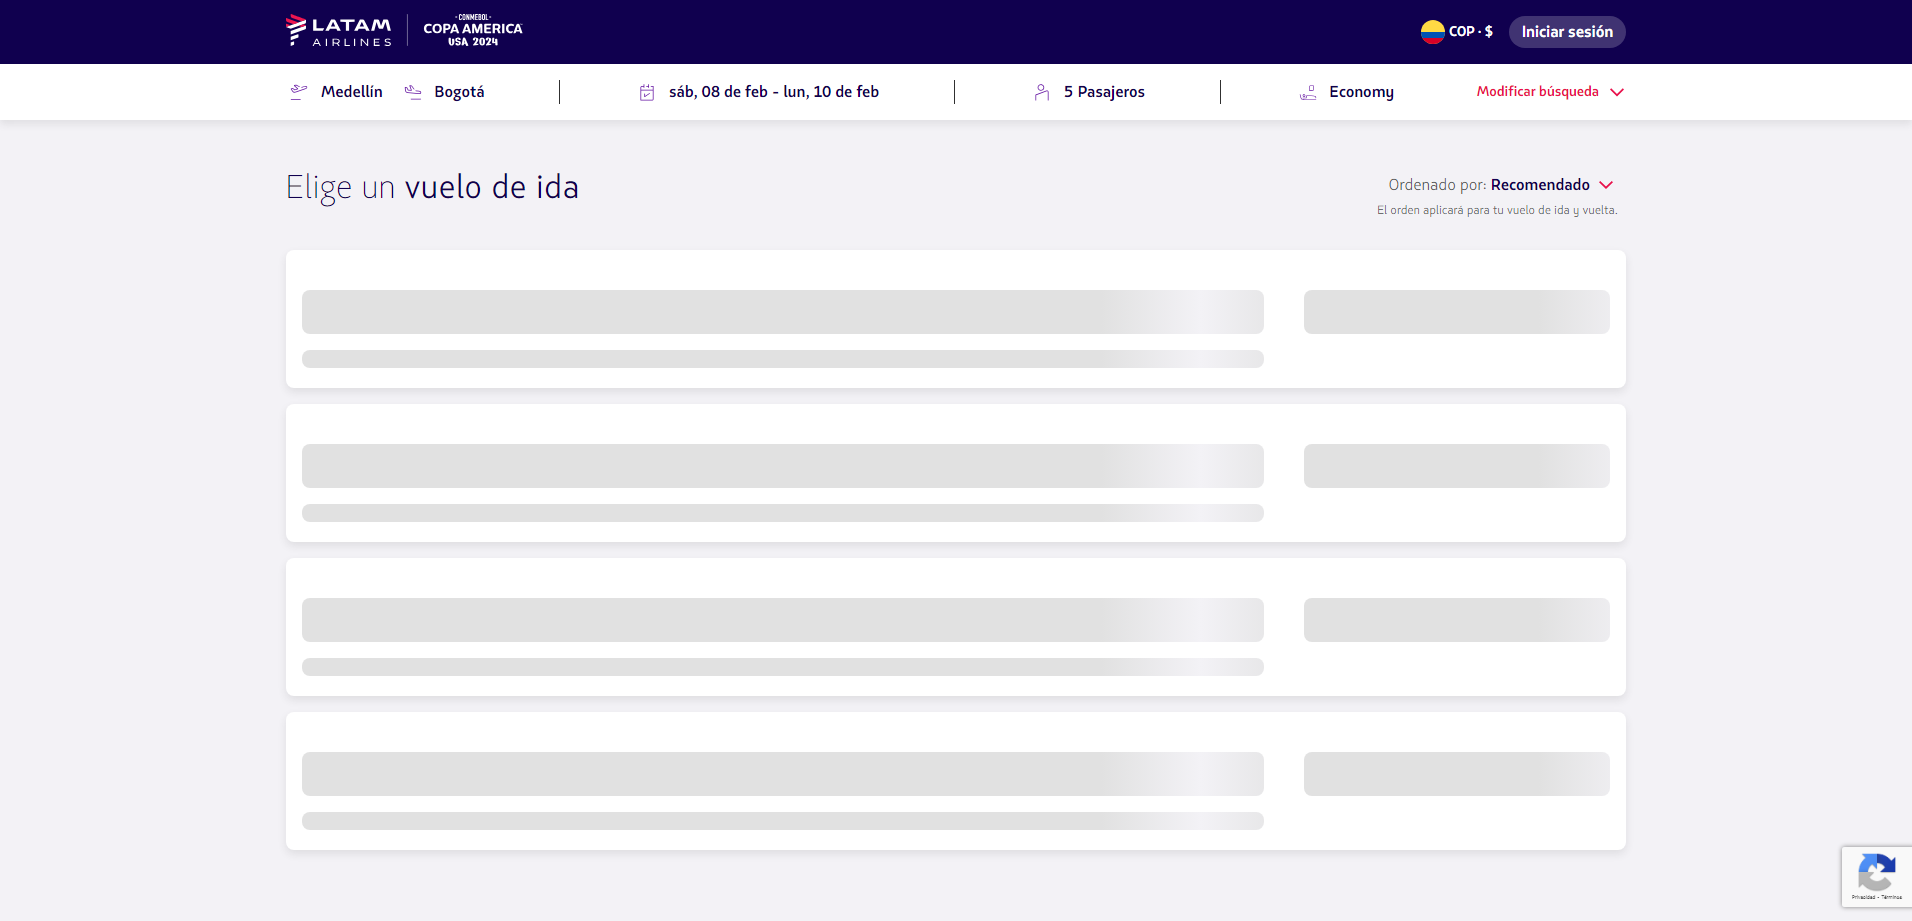 LATAM
AIRLINES
·CONMEBOL·
COPA AMERICA
USA 2024
COP · $
Iniciar sesión
Medellín
Bogotá
sáb, 08 de feb - lun, 10 de feb
5 Pasajeros
Economy
Modificar búsqueda
Elige un vuelo de ida
Ordenado por: Recomendado
El orden aplicará para tu vuelo de ida y vuelta.
Privacidad - Términos